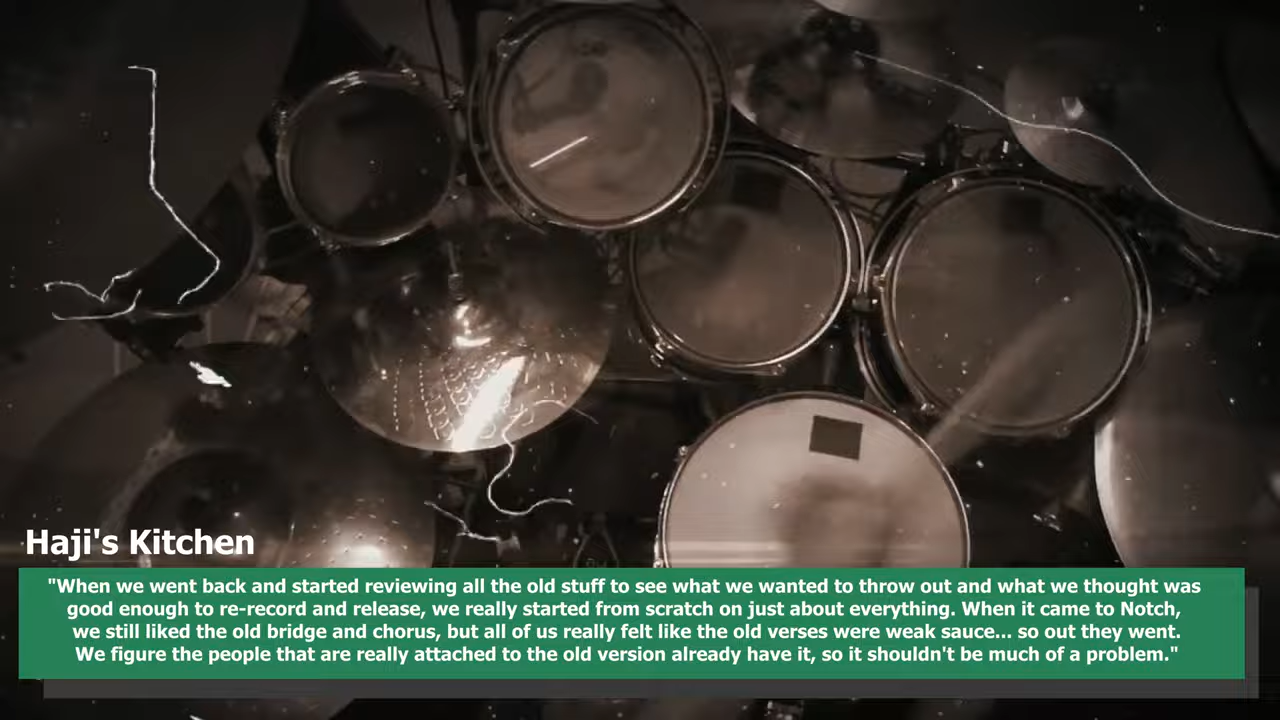 Haji's Kitchen
"When we went back and started reviewing all the old stuff to see what we wanted to throw out and what we thought was
good enough to re-record and release, we really started from scratch on just about everything. When it came to Notch,
we still liked the old bridge and chorus, but all of us really felt like the old verses were weak sauce... so out they went.
We figure the people that are really attached to the old version already have it, so it shouldn't be much of a problem."